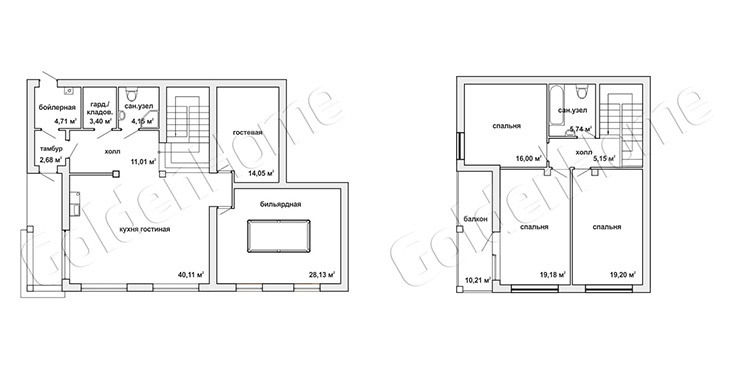 бойлерная
4,71 м²
гард./
кладов.
3,40 м²
сан.узел
4,15 м²
тамбур
2,68 м²
холл
11,01 м²
гостевая
14,05 м²
кухня гостиная
40,11 м²
бильярдная
28,13 м²
GoldenHome
спальня
16,00 м²
сан.узел
5,74 м²
холл
5,15 м²
балкон
10,21 м²
спальня
19,18 м²
спальня
19,20 м²
GoldenHome